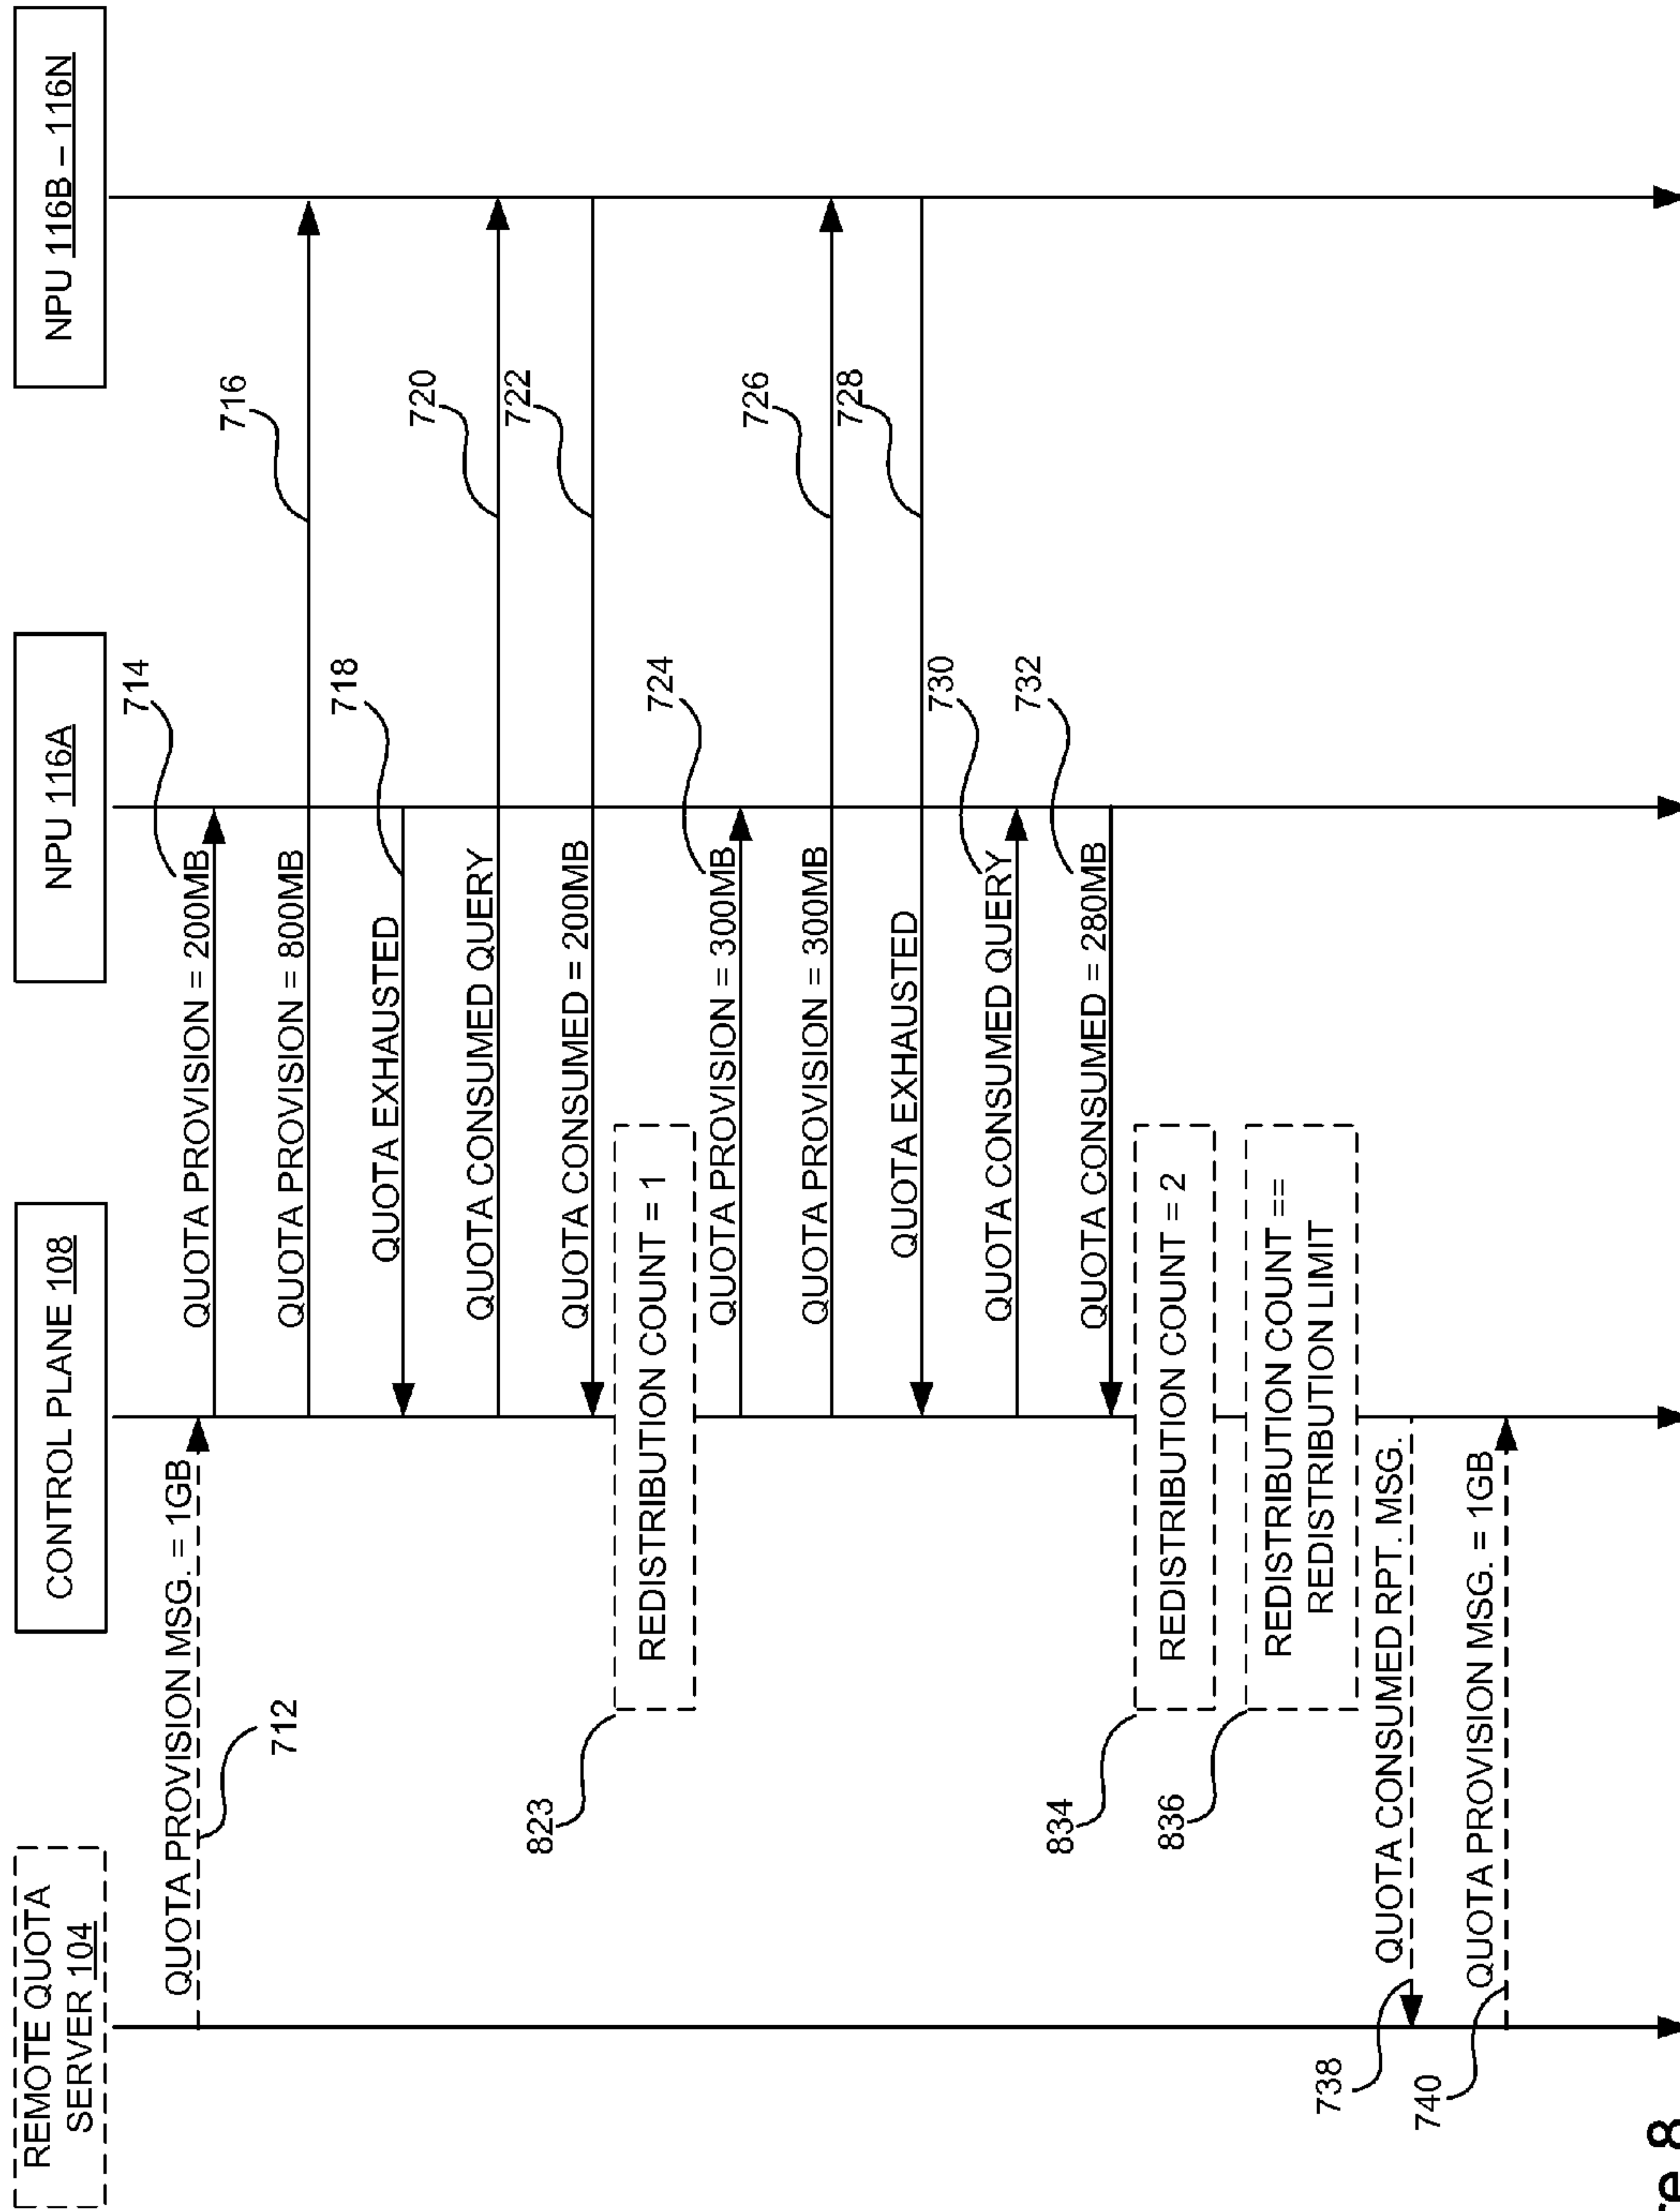 REMOTE QUOTA
SERVER 104
CONTROL PLANE 108
NPU 116A
NPU 116B – 116N
QUOTA PROVISION MSG. = 1GB
712
QUOTA PROVISION = 200MB
714
QUOTA PROVISION = 800MB
716
QUOTA EXHAUSTED
718
QUOTA CONSUMED QUERY
720
QUOTA CONSUMED = 200MB
722
REDISTRIBUTION COUNT = 1
823
QUOTA PROVISION = 300MB
724
QUOTA PROVISION = 300MB
726
QUOTA EXHAUSTED
728
QUOTA CONSUMED QUERY
730
QUOTA CONSUMED = 280MB
732
REDISTRIBUTION COUNT = 2
834
REDISTRIBUTION COUNT ==
REDISTRIBUTION LIMIT
836
QUOTA CONSUMED RPT. MSG.
738
QUOTA PROVISION MSG. = 1GB
740
8